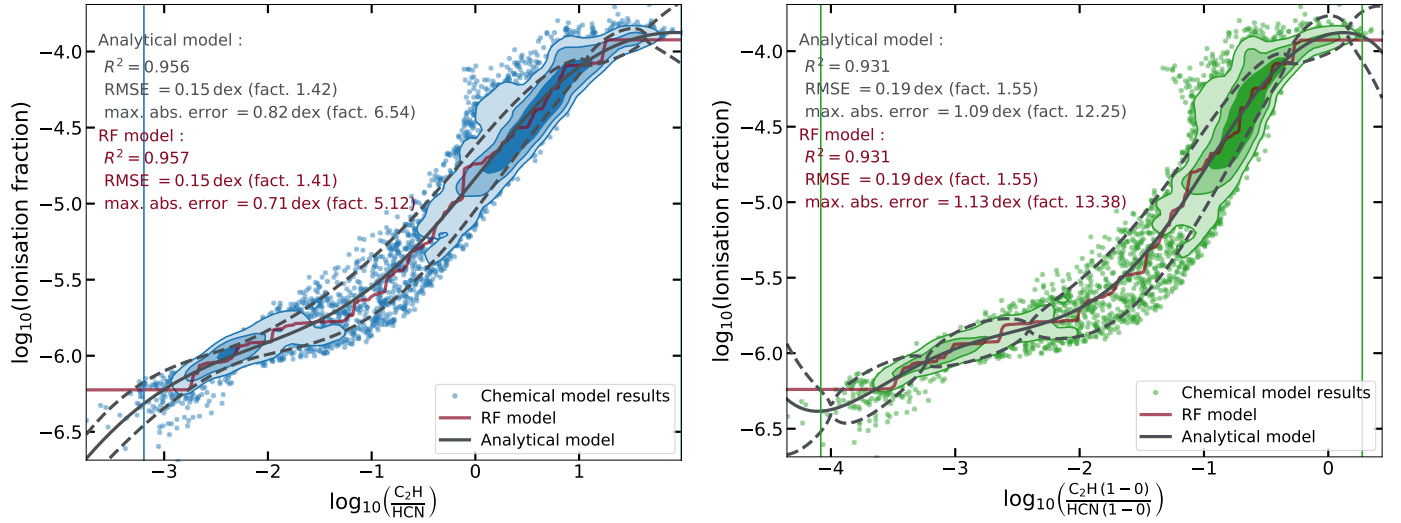 Analytical model :
R² = 0.956
RMSE = 0.15 dex (fact. 1.42)
max. abs. error = 0.82 dex (fact. 6.54)
RF model :
R² = 0.957
RMSE = 0.15 dex (fact. 1.41)
max. abs. error = 0.71 dex (fact. 5.12)
Chemical model results
RF model
Analytical model
log₁₀(Ionisation fraction)
−4.0
−4.5
−5.0
−5.5
−6.0
−6.5
−3 −2 −1 0 1
log₁₀(C₂H/HCN)
Analytical model :
R² = 0.931
RMSE = 0.19 dex (fact. 1.55)
max. abs. error = 1.09 dex (fact. 12.25)
RF model :
R² = 0.931
RMSE = 0.19 dex (fact. 1.55)
max. abs. error = 1.13 dex (fact. 13.38)
Chemical model results
RF model
Analytical model
log₁₀(Ionisation fraction)
−4.0
−4.5
−5.0
−5.5
−6.0
−6.5
−4 −3 −2 −1 0
log₁₀(C₂H (1 − 0)/HCN (1 − 0))